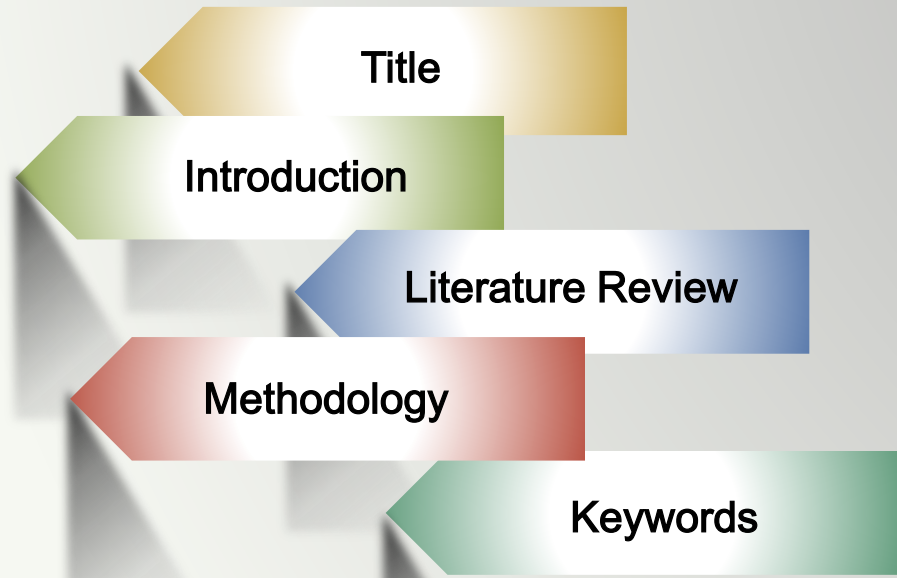 Title
Introduction
Literature Review
Methodology
Keywords